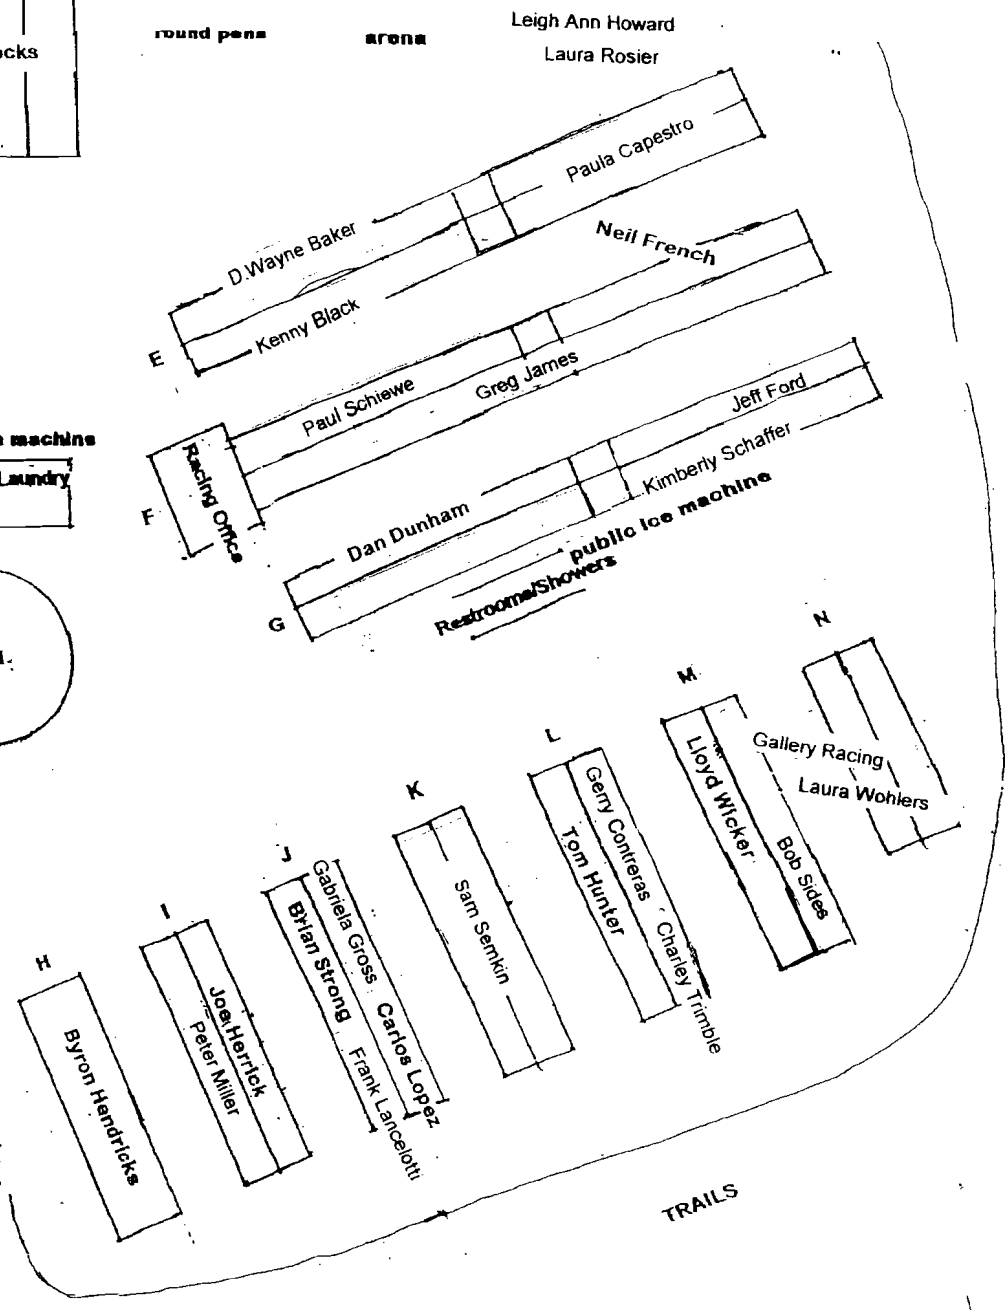 Leigh Ann Howard
round pens
arena
Laura Rosier
Paula Capestro
D.Wayne Baker
Neil French
Kenny Black
E
Paul Schiewe
Greg James
Jeff Ford
machine
Laundry
Racing Office
Kimberly Schaffer
F
Dan Dunham
public ice machine
Restrooms/Showers
G
N
M
L
Gallery Racing
Lloyd Wicker
Laura Wohlers
K
Gerry Contreras
Tom Hunter
Bob Sides
J
Gabriela Gross
Sam Semkin
I
Brian Strong
Charley Trimble
H
Joe Herrick
Peter Miller
Carlos Lopez
Byron Hendricks
Frank Lancelotti
TRAILS